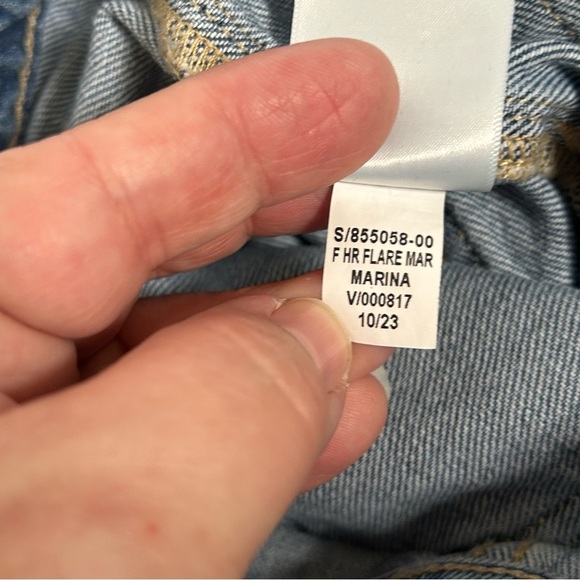 S/855058-00
F HR FLARE MAR
MARINA
V/000817
10/23